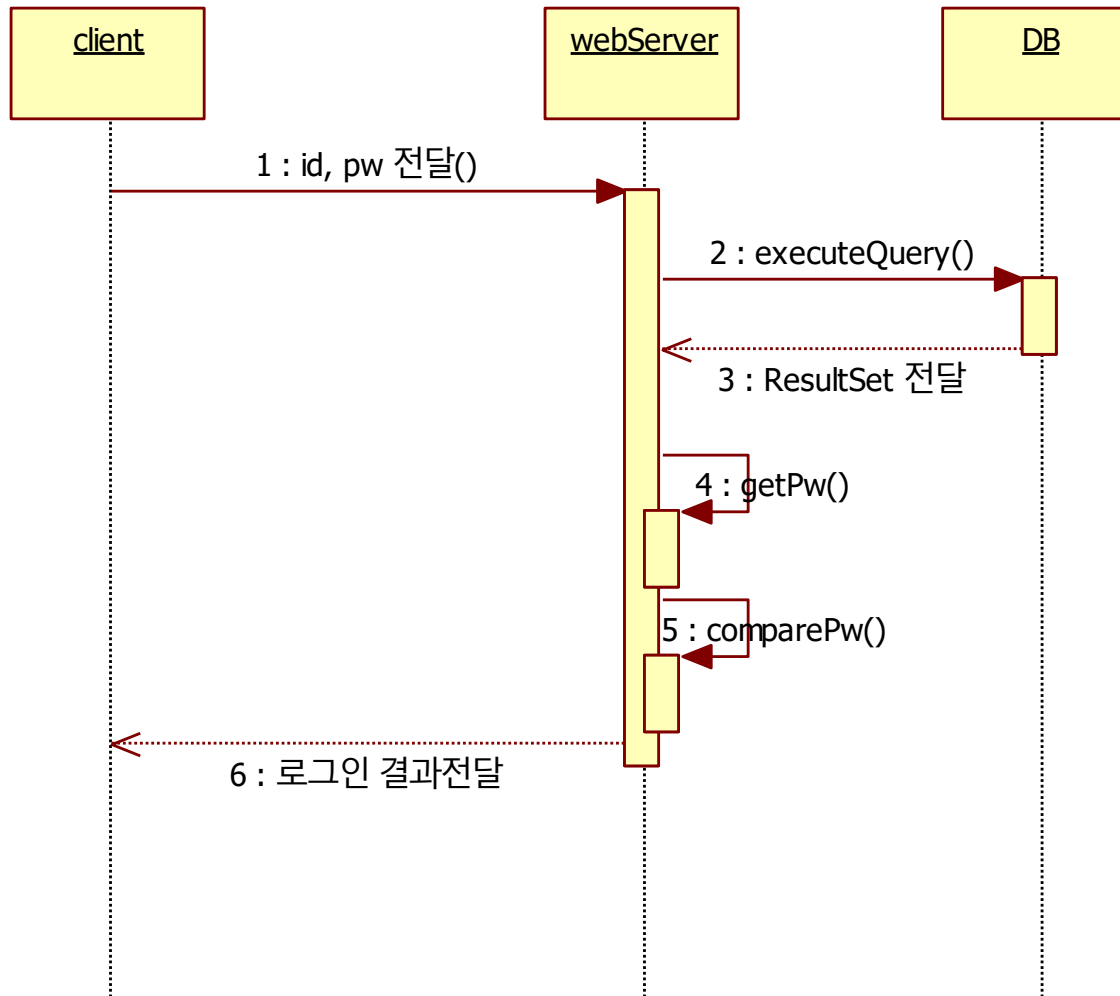 client
webServer
DB
1 : id, pw 전달()
2 : executeQuery()
3 : ResultSet 전달
4 : getPw()
5 : comparePw()
6 : 로그인 결과전달